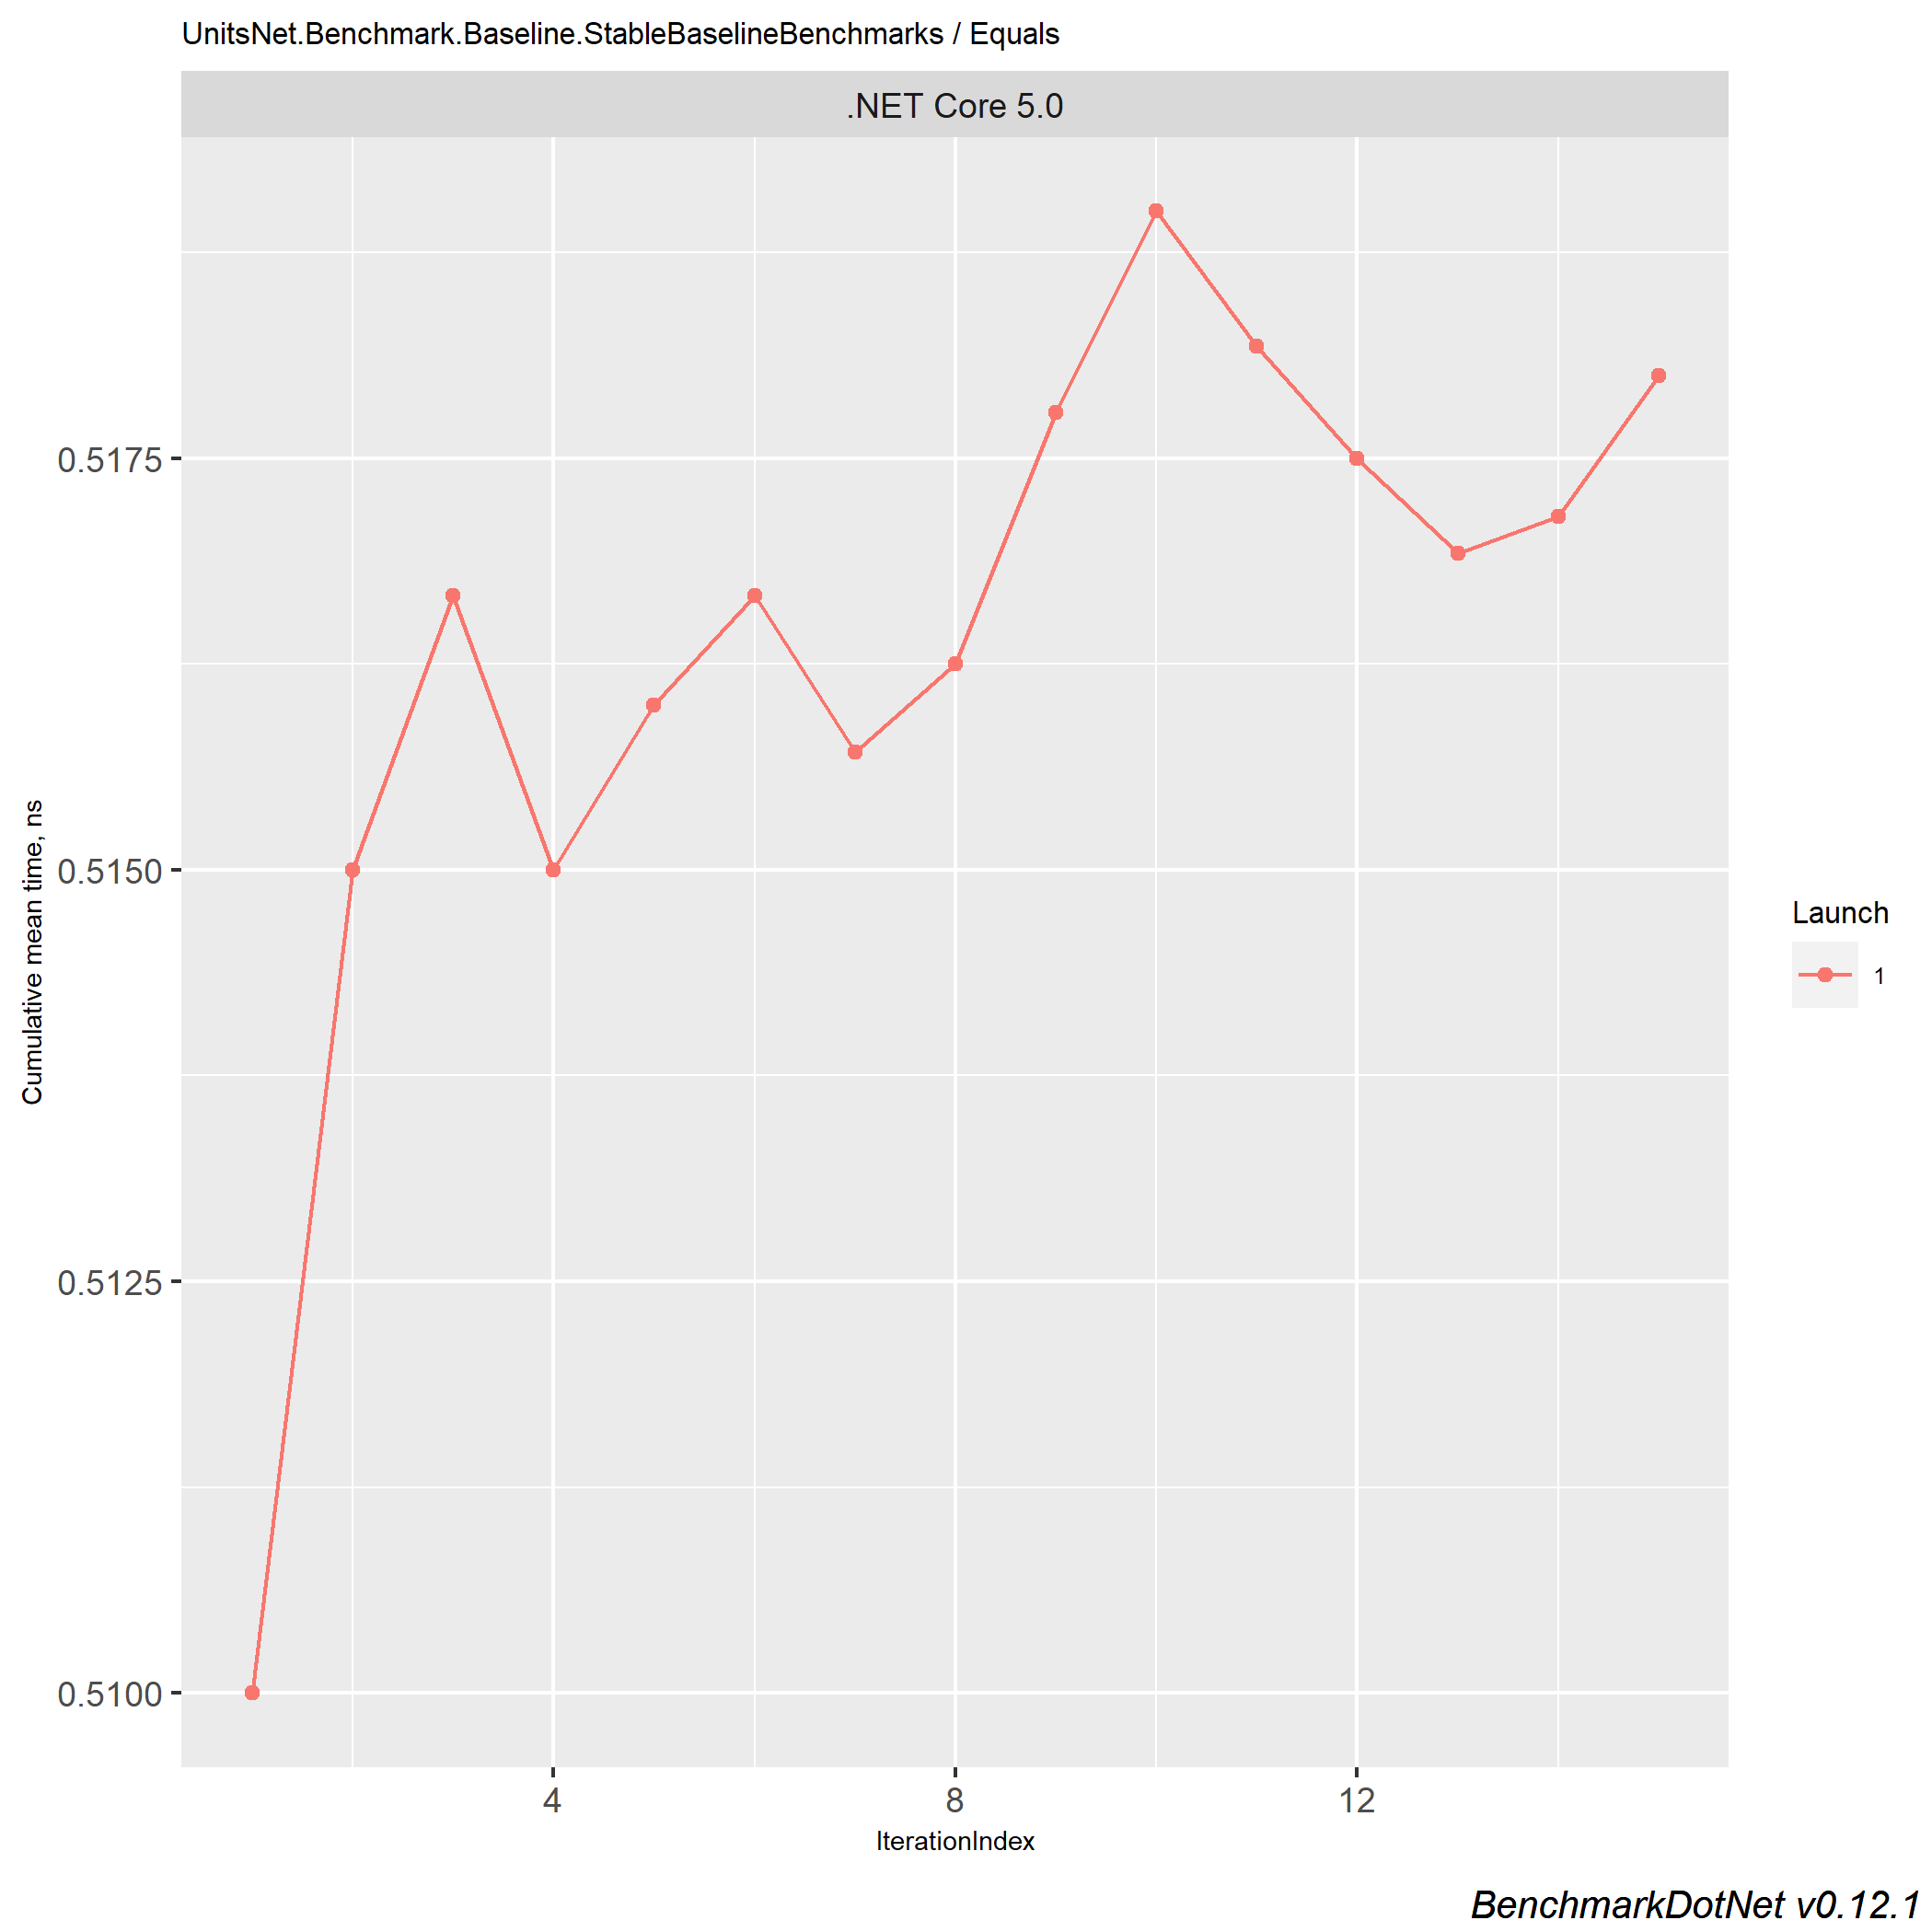 UnitsNet.Benchmark.Baseline.StableBaselineBenchmarks / Equals
.NET Core 5.0
Cumulative mean time, ns
0.5175
0.5150
0.5125
0.5100
4
8
12
IterationIndex
Launch
1
BenchmarkDotNet v0.12.1